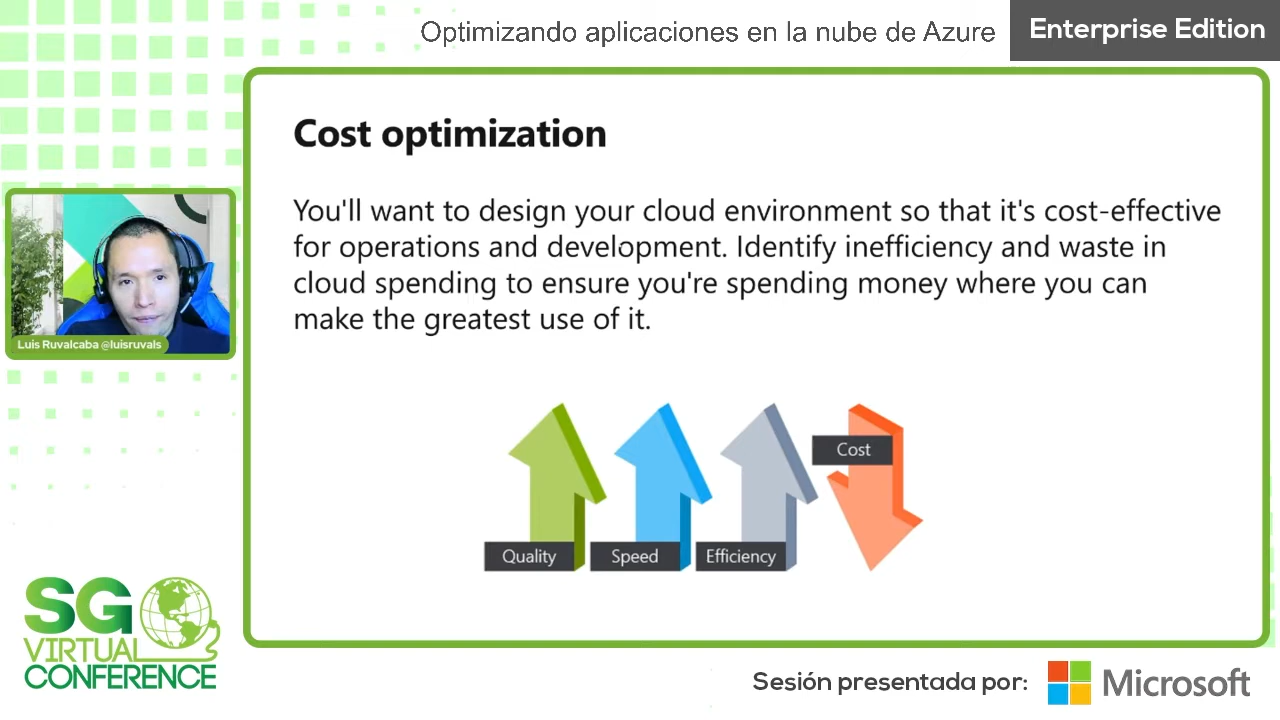 Optimizando aplicaciones en la nube de Azure
Enterprise Edition
Cost optimization
You'll want to design your cloud environment so that it's cost-effective
for operations and development. Identify inefficiency and waste in
cloud spending to ensure you're spending money where you can
make the greatest use of it.
Luis Ruvalcaba @luisruvals
Cost
Quality
Speed
Efficiency
SG
VIRTUAL
CONFERENCE
Sesión presentada por:
Microsoft